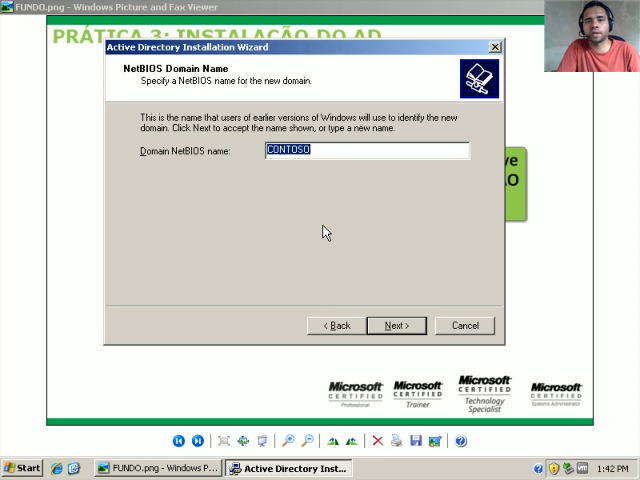 FUNDO.png - Windows Picture and Fax Viewer
PRÁTICA 3: INSTALAÇÃO DO AD
Active Directory Installation Wizard
NetBIOS Domain Name
Specify a NetBIOS name for the new domain.
This is the name that users of earlier versions of Windows will use to identify the new
domain. Click Next to accept the name shown, or type a new name.
Domain NetBIOS name:
CONTOSO
ve
ÃO
< Back
Next >
Cancel
Microsoft
CERTIFIED
Professional
Microsoft
CERTIFIED
Trainer
Microsoft
CERTIFIED
Technology
Specialist
Microsoft
CERTIFIED
Systems Administrator
Start
FUNDO.png - Windows P...
Active Directory Inst...
1:42 PM